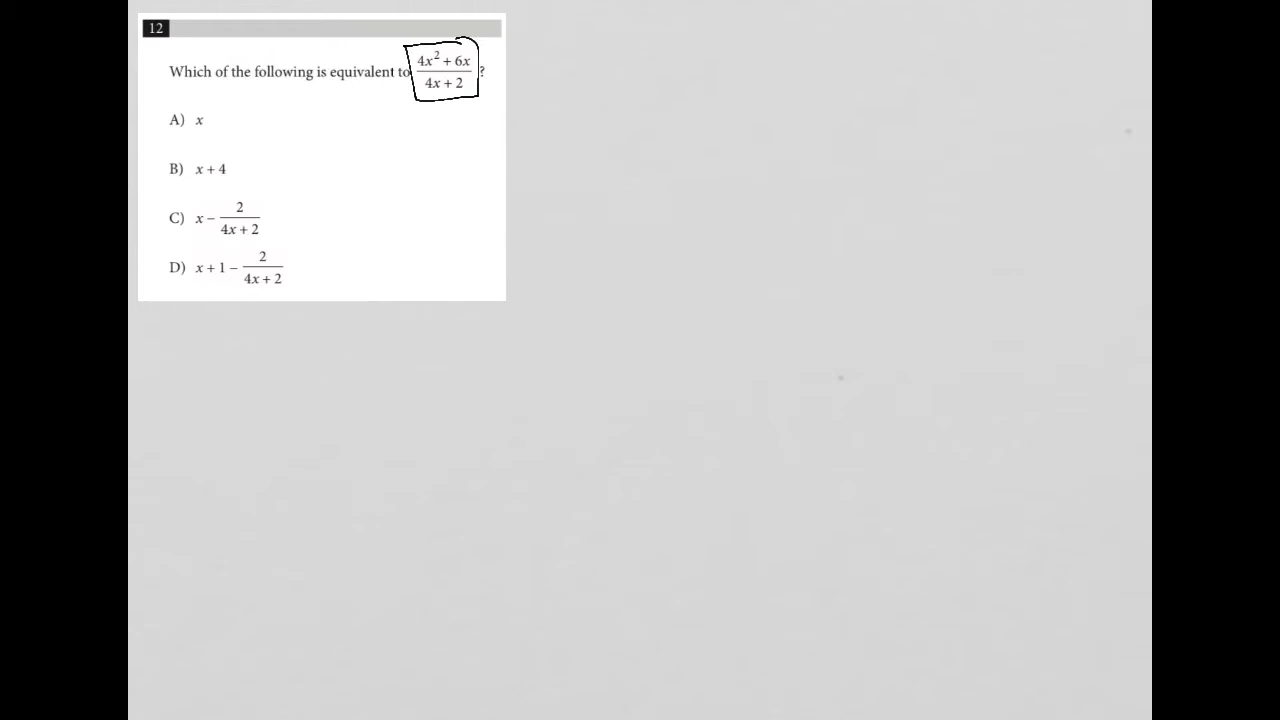 12
Which of the following is equivalent to (4x² + 6x)/(4x + 2) ?
A) x
B) x + 4
C) x − 2/(4x + 2)
D) x + 1 − 2/(4x + 2)